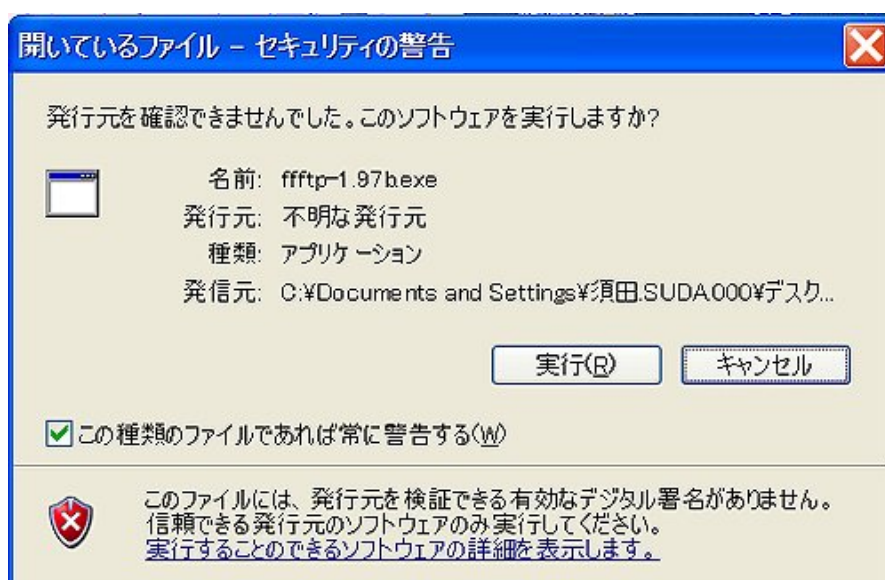 開いているファイル - セキュリティの警告
発行元を確認できませんでした。このソフトウェアを実行しますか?
名前: ffftp-1.97b.exe
発行元: 不明な発行元
種類: アプリケーション
発信元: C:¥Documents and Settings¥須田.SUDA000¥デスク...
実行(R) キャンセル
この種類のファイルであれば常に警告する(W)
このファイルには、発行元を検証できる有効なデジタル署名がありません。
信頼できる発行元のソフトウェアのみ実行してください。
実行することのできるソフトウェアの詳細を表示します。